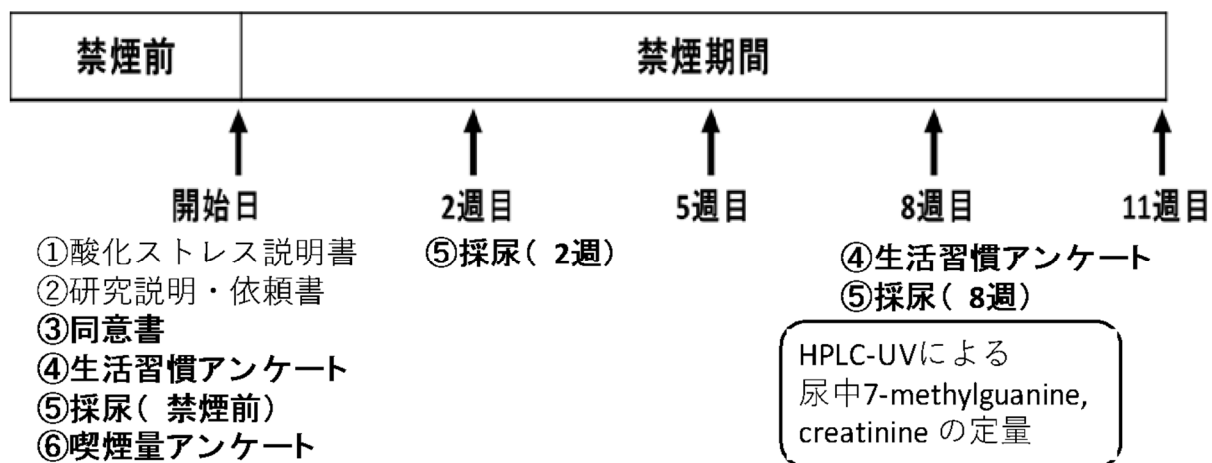 禁煙前
禁煙期間
開始日
2週目
5週目
8週目
11週目
①酸化ストレス説明書
②研究説明・依頼書
③同意書
④生活習慣アンケート
⑤採尿( 禁煙前)
⑥喫煙量アンケート
⑤採尿( 2週)
④生活習慣アンケート
⑤採尿( 8週)
HPLC-UVによる
尿中7-methylguanine,
creatinine の定量